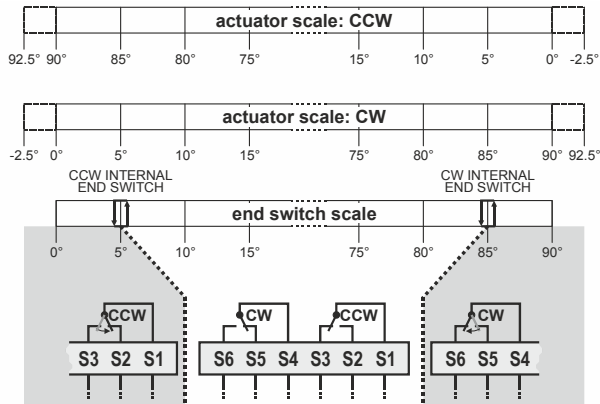 actuator scale: CCW
92.5° 90° 85° 80° 75° 15° 10° 5° 0° -2.5°
actuator scale: CW
-2.5° 0° 5° 10° 15° 75° 80° 85° 90° 92.5°
CCW INTERNAL
END SWITCH
CW INTERNAL
END SWITCH
end switch scale
0° 5° 10° 15° 75° 80° 85° 90°
CCW CW CCW CW
S3 S2 S1 S6 S5 S4 S3 S2 S1 S6 S5 S4